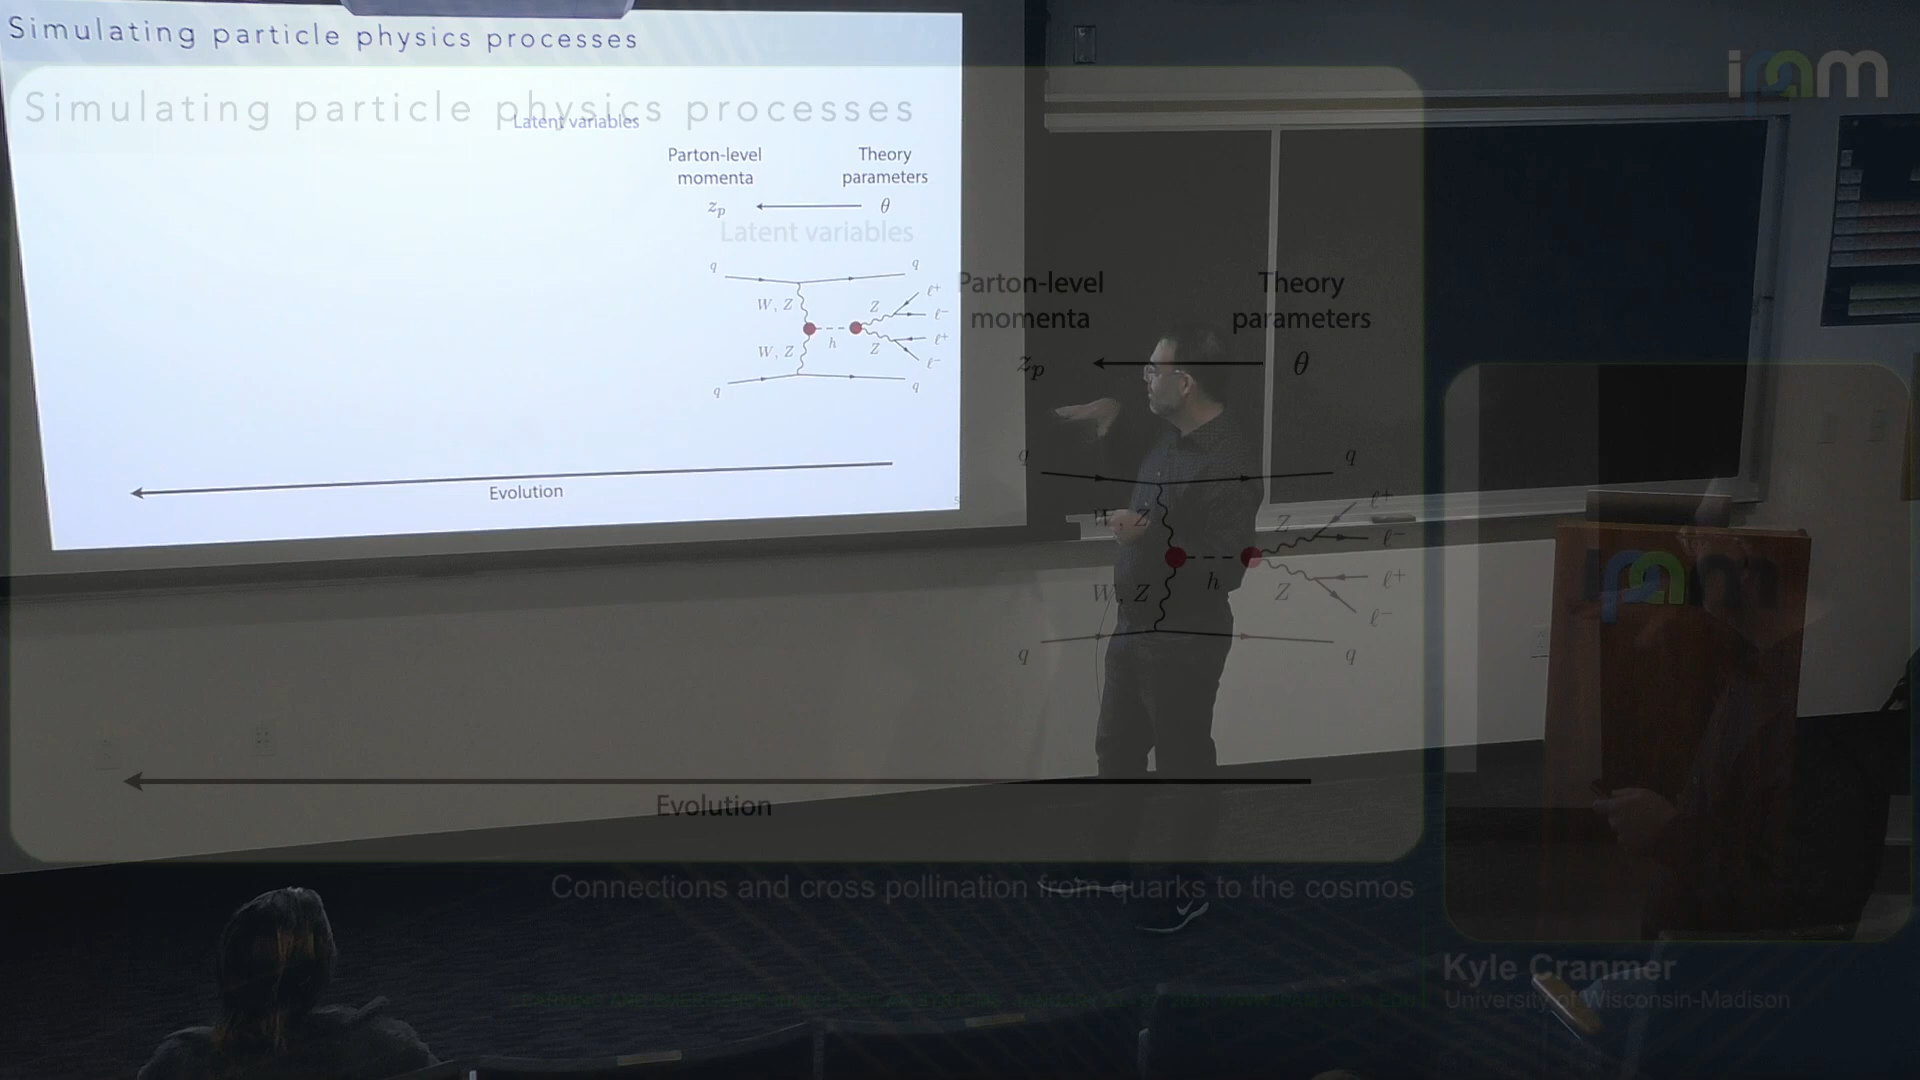 Simulating particle physics processes
Latent variables
Parton-level
momenta
Theory
parameters
z_p
θ
q
q
W, Z
Z
ℓ+
ℓ−
h
W, Z
Z
ℓ+
ℓ−
q
q
Evolution
Simulating particle physics processes
Latent variables
Parton-level
momenta
Theory
parameters
z_p
θ
q
q
W, Z
Z
ℓ+
ℓ−
h
W, Z
Z
ℓ+
ℓ−
q
q
Evolution
ipam
ipam
Connections and cross pollination from quarks to the cosmos
Kyle Cranmer
University of Wisconsin-Madison